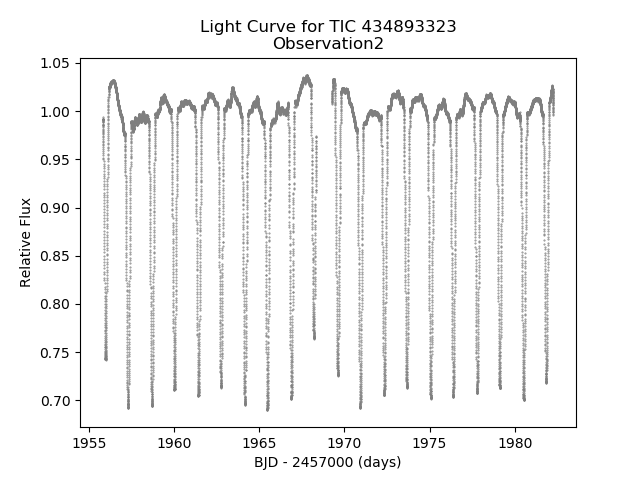 Light Curve for TIC 434893323
Observation2
1.05
1.00
0.95
0.90
0.85
0.80
0.75
0.70
Relative Flux
1955 1960 1965 1970 1975 1980
BJD - 2457000 (days)